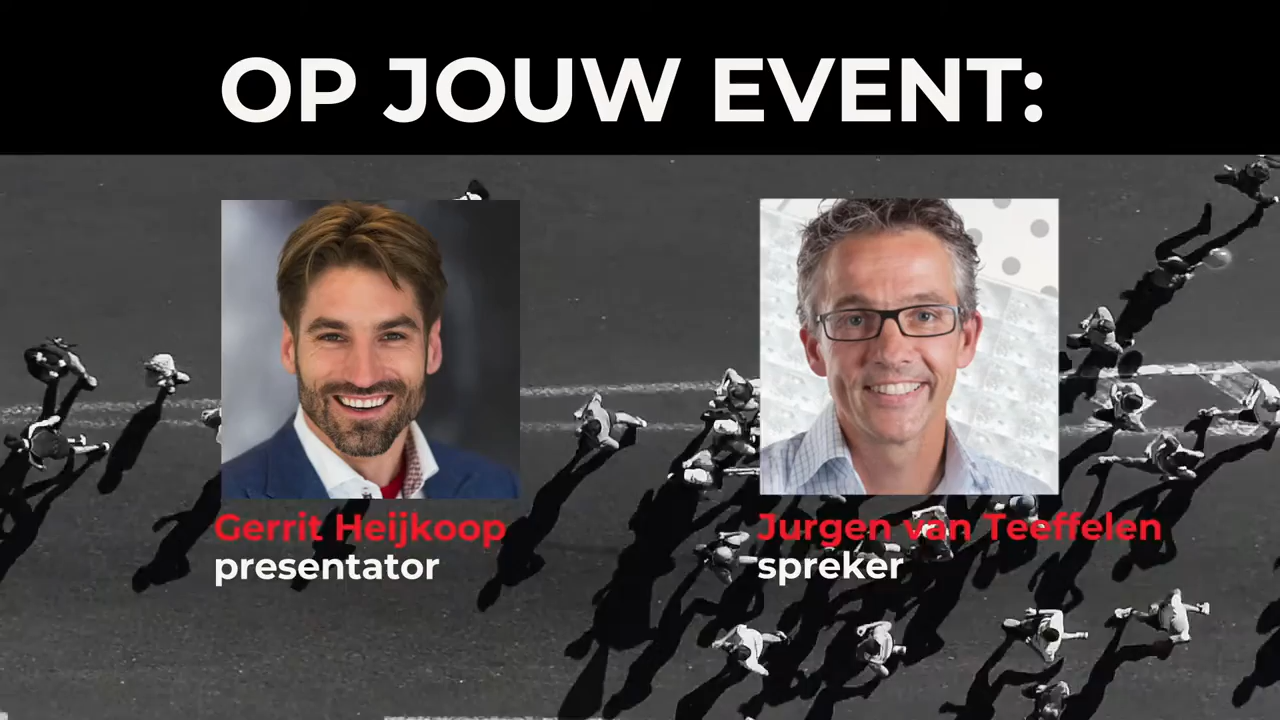 OP JOUW EVENT:
Gerrit Heijkoop
presentator
Jurgen van Teeffelen
spreker